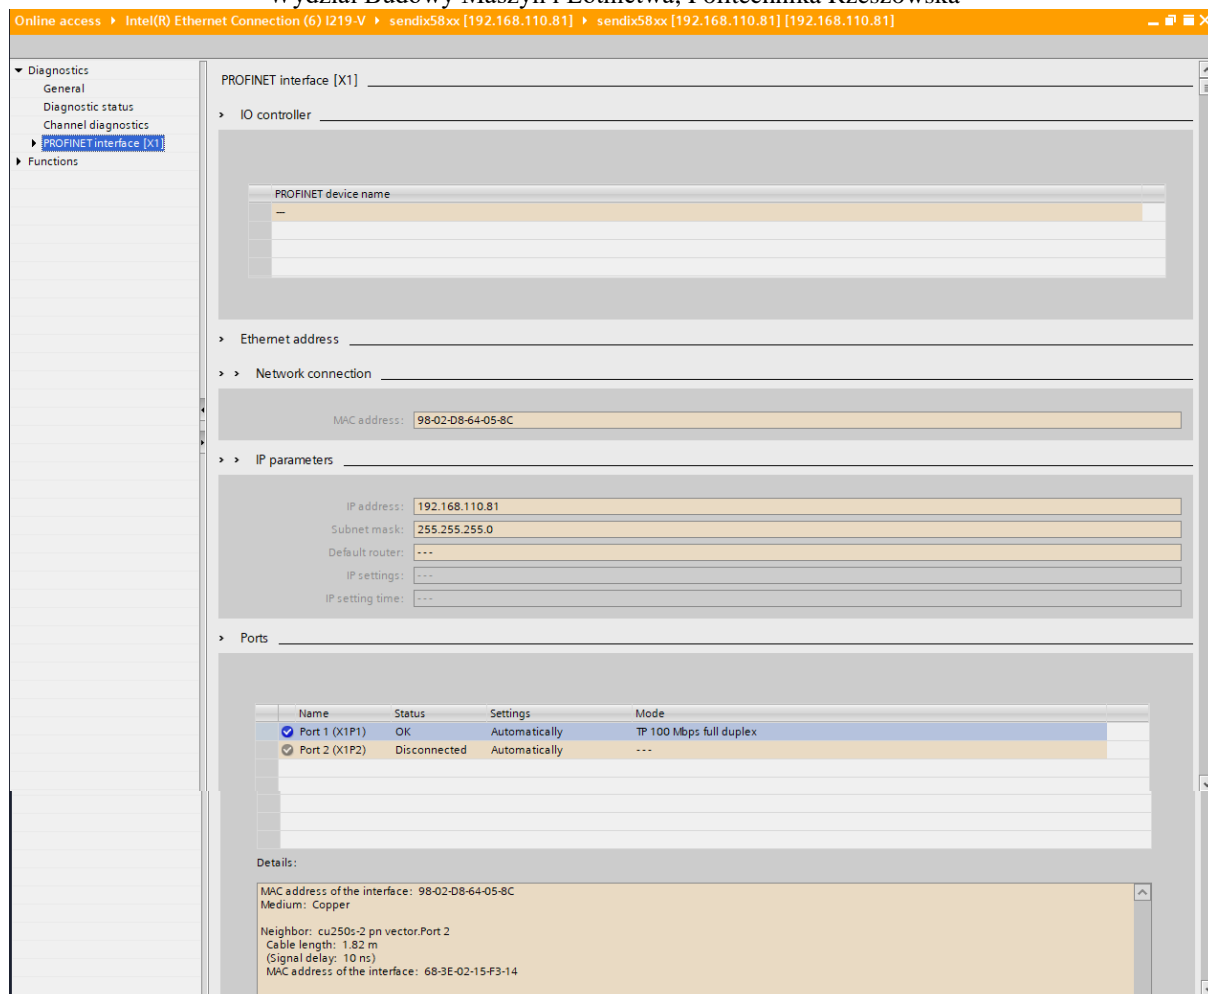 Wydział Budowy Maszyn i Lotnictwa, Politechnika Rzeszowska
Online access ▸ Intel(R) Ethernet Connection (6) I219-V ▸ sendix58xx [192.168.110.81] ▸ sendix58xx [192.168.110.81] [192.168.110.81]
Diagnostics
General
Diagnostic status
Channel diagnostics
PROFINET interface [X1]
Functions
PROFINET interface [X1]
IO controller
PROFINET device name
—
Ethernet address
Network connection
MAC address: 98-02-D8-64-05-8C
IP parameters
IP address: 192.168.110.81
Subnet mask: 255.255.255.0
Default router: ---
IP settings: ---
IP setting time: ---
Ports
Name Status Settings Mode
Port 1 (X1P1) OK Automatically TP 100 Mbps full duplex
Port 2 (X1P2) Disconnected Automatically ---
Details:
MAC address of the interface: 98-02-D8-64-05-8C
Medium: Copper
Neighbor: cu250s-2 pn vector.Port 2
Cable length: 1.82 m
(Signal delay: 10 ns)
MAC address of the interface: 68-3E-02-15-F3-14